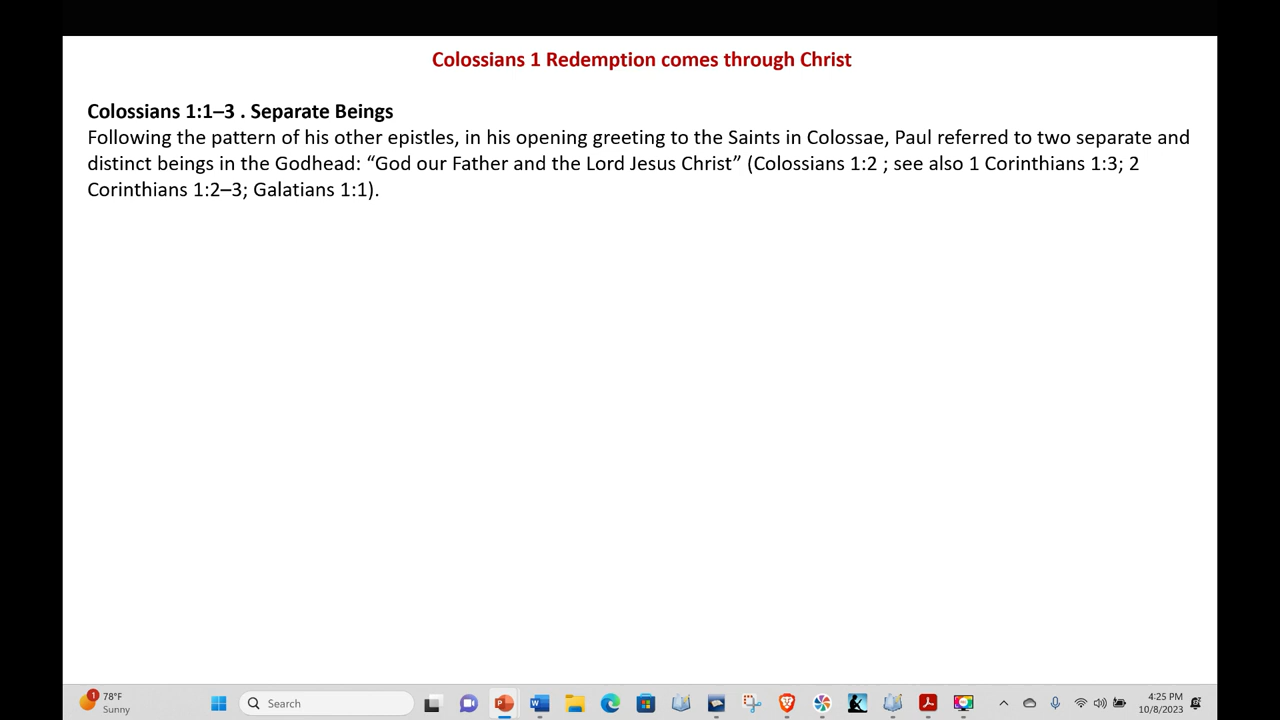 Colossians 1 Redemption comes through Christ
Colossians 1:1–3 . Separate Beings
Following the pattern of his other epistles, in his opening greeting to the Saints in Colossae, Paul referred to two separate and
distinct beings in the Godhead: “God our Father and the Lord Jesus Christ” (Colossians 1:2 ; see also 1 Corinthians 1:3; 2
Corinthians 1:2–3; Galatians 1:1).
1
78°F
Sunny
Search
4:25 PM
10/8/2023